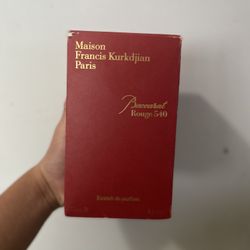 Maison
Francis Kurkdjian
Paris
Baccarat
Rouge 540
Extrait de parfum